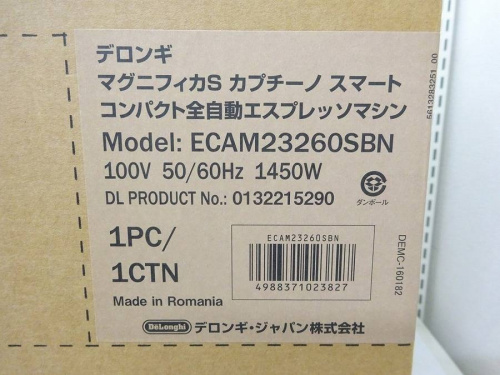 デロンギ
マグニフィカS カプチーノ スマート
コンパクト全自動エスプレッソマシン
Model: ECAM23260SBN
100V 50/60Hz 1450W
DL PRODUCT No.: 0132215290
ダンボール
1PC/
1CTN
ECAM23260SBN
4988371023827
Made in Romania
DeLonghi デロンギ・ジャパン株式会社
5613283251_00
DEMC-160182